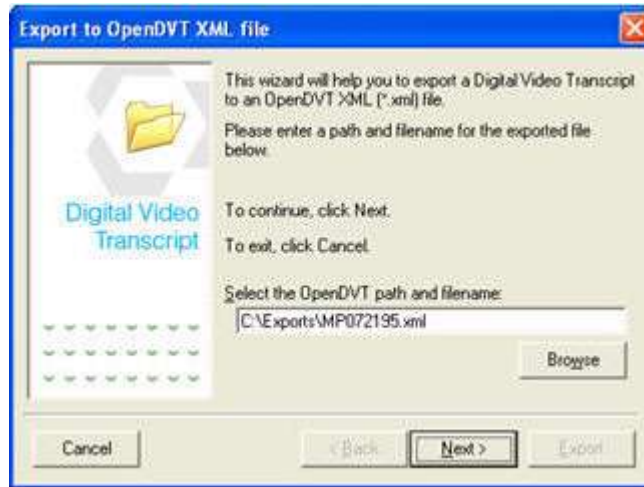 Export to OpenDVT XML file
This wizard will help you to export a Digital Video Transcript
to an OpenDVT XML (*.xml) file.
Please enter a path and filename for the exported file
below.
Digital Video
Transcript
To continue, click Next.
To exit, click Cancel.
Select the OpenDVT path and filename:
C:\Exports\MP072195.xml
Browse
Cancel
< Back
Next >
Export